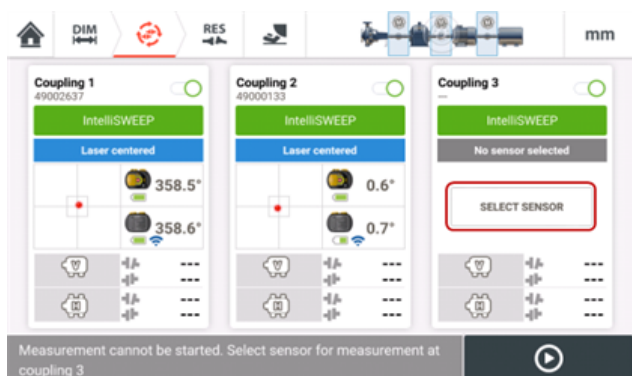 DIM
RES
mm
Coupling 1
49002637
IntelliSWEEP
Laser centered
358.5°
358.6°
V
---
---
H
---
---
Coupling 2
49000133
IntelliSWEEP
Laser centered
0.6°
0.7°
V
---
---
H
---
---
Coupling 3
---
IntelliSWEEP
No sensor selected
SELECT SENSOR
V
---
---
H
---
---
Measurement cannot be started. Select sensor for measurement at
coupling 3